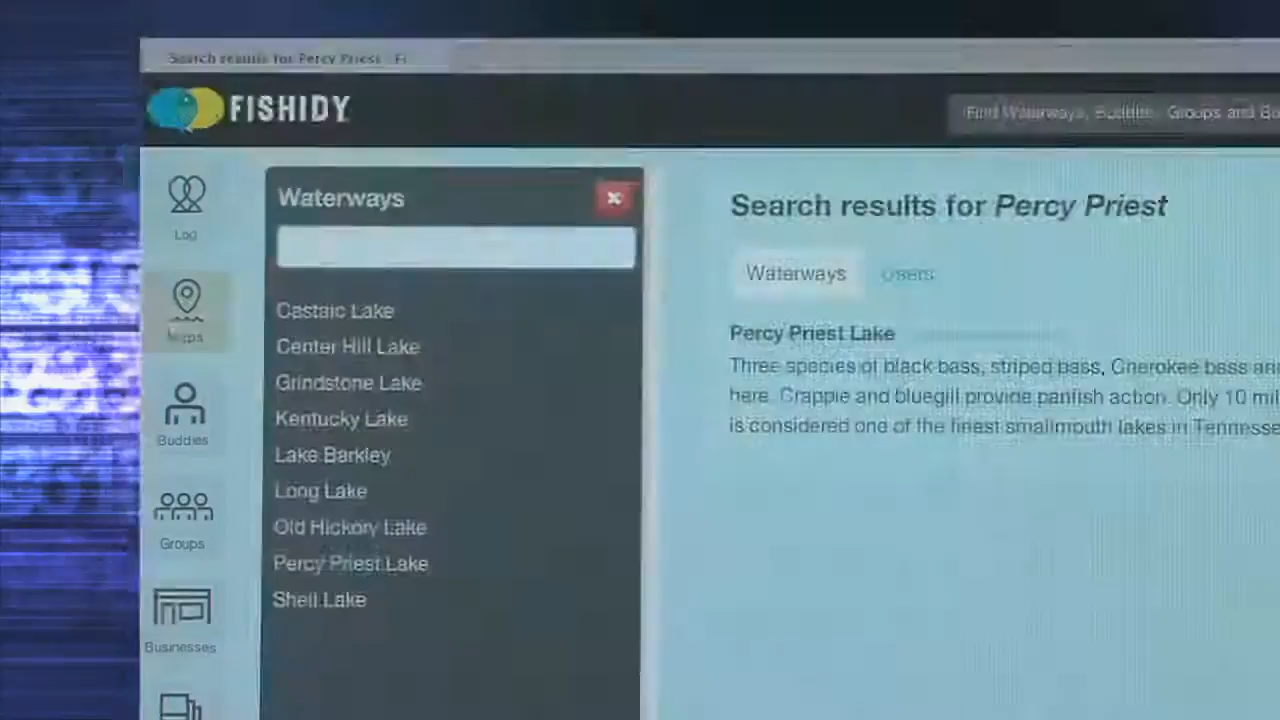 Search results for Percy Priest - Fi
FISHIDY
Find Waterways, Buddies, Groups and Bu
Log
Maps
Buddies
Groups
Businesses
Waterways
Castaic Lake
Center Hill Lake
Grindstone Lake
Kentucky Lake
Lake Barkley
Long Lake
Old Hickory Lake
Percy Priest Lake
Shell Lake
Search results for Percy Priest
Waterways Users
Percy Priest Lake
Three species of black bass, striped bass, Cherokee bass an
here. Crappie and bluegill provide panfish action. Only 10 mil
is considered one of the finest smallmouth lakes in Tennesse